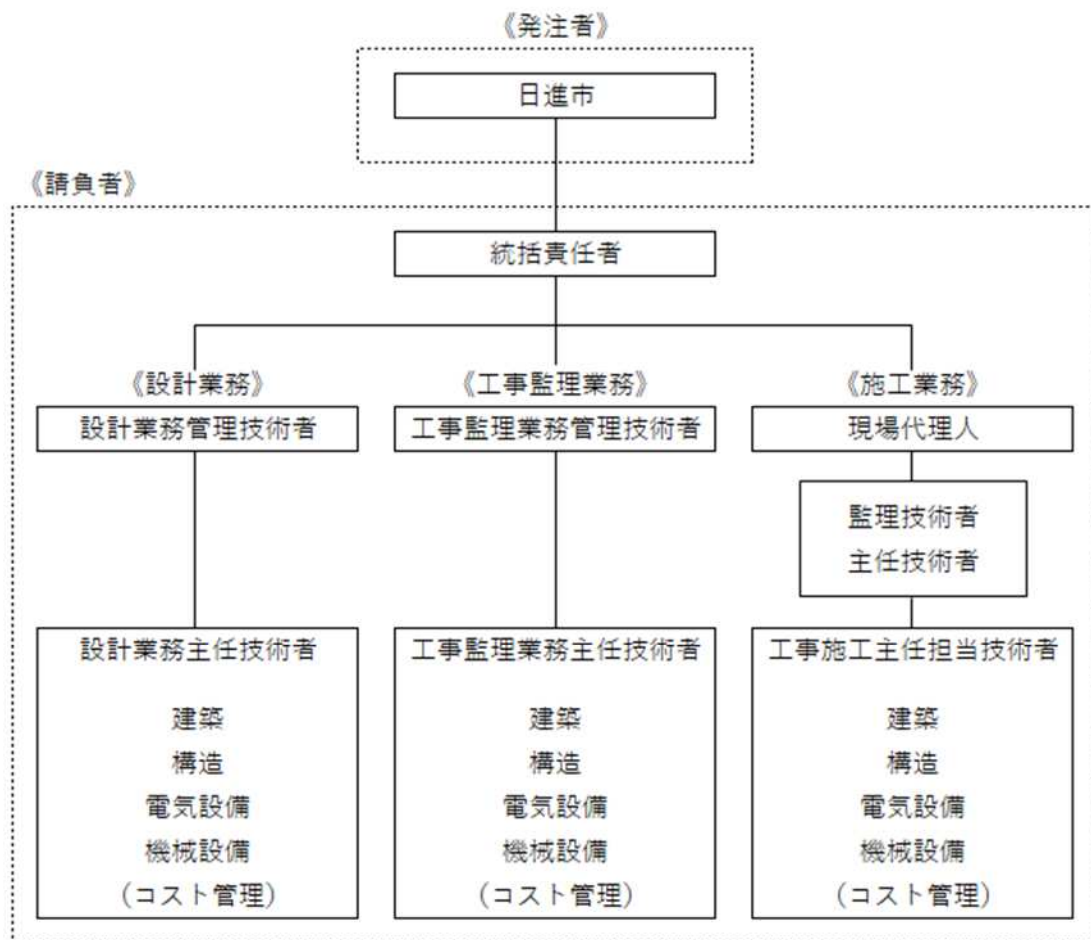 《発注者》
日進市
《請負者》
統括責任者
《設計業務》
《工事監理業務》
《施工業務》
設計業務管理技術者
工事監理業務管理技術者
現場代理人
監理技術者
主任技術者
設計業務主任技術者
建築
構造
電気設備
機械設備
(コスト管理)
工事監理業務主任技術者
建築
構造
電気設備
機械設備
(コスト管理)
工事施工主任担当技術者
建築
構造
電気設備
機械設備
(コスト管理)